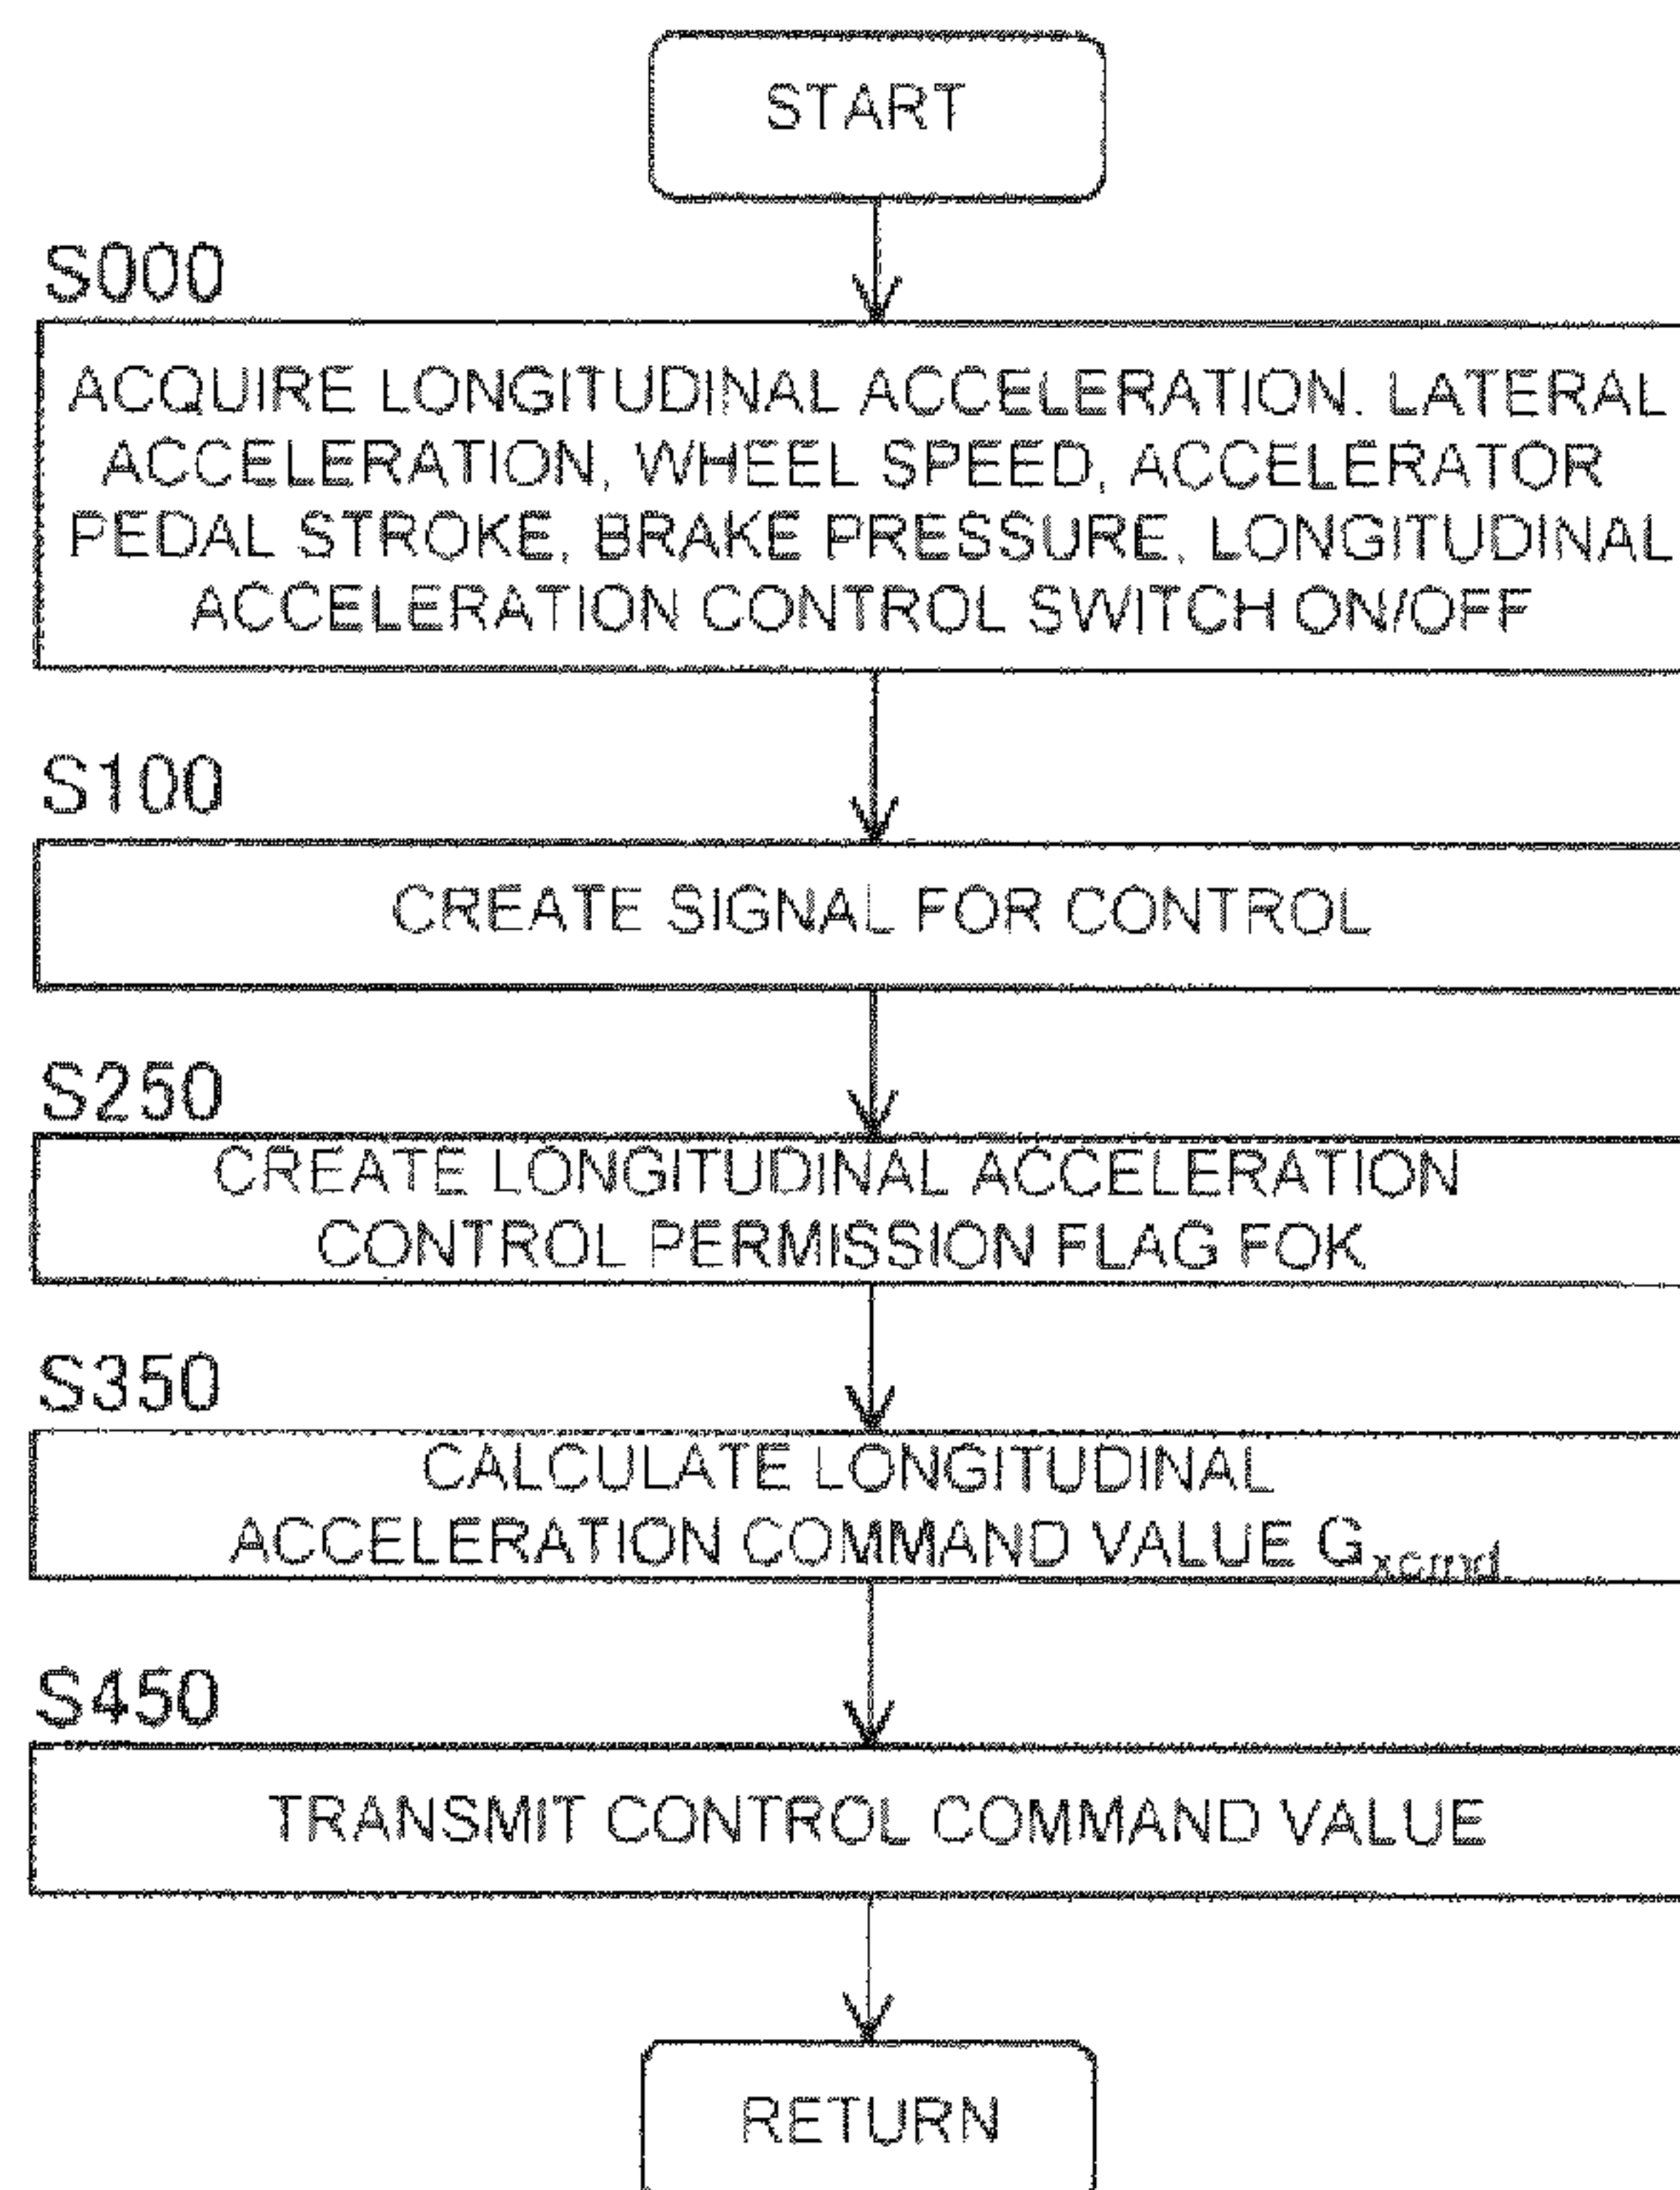 START
S000
ACQUIRE LONGITUDINAL ACCELERATION. LATERAL
ACCELERATION, WHEEL SPEED, ACCELERATOR
PEDAL STROKE, BRAKE PRESSURE, LONGITUDINAL
ACCELERATION CONTROL SWITCH ON/OFF
S100
CREATE SIGNAL FOR CONTROL
S250
CREATE LONGITUDINAL ACCELERATION
CONTROL PERMISSION FLAG FOK
S350
CALCULATE LONGITUDINAL
ACCELERATION COMMAND VALUE Gxcmd
S450
TRANSMIT CONTROL COMMAND VALUE
RETURN